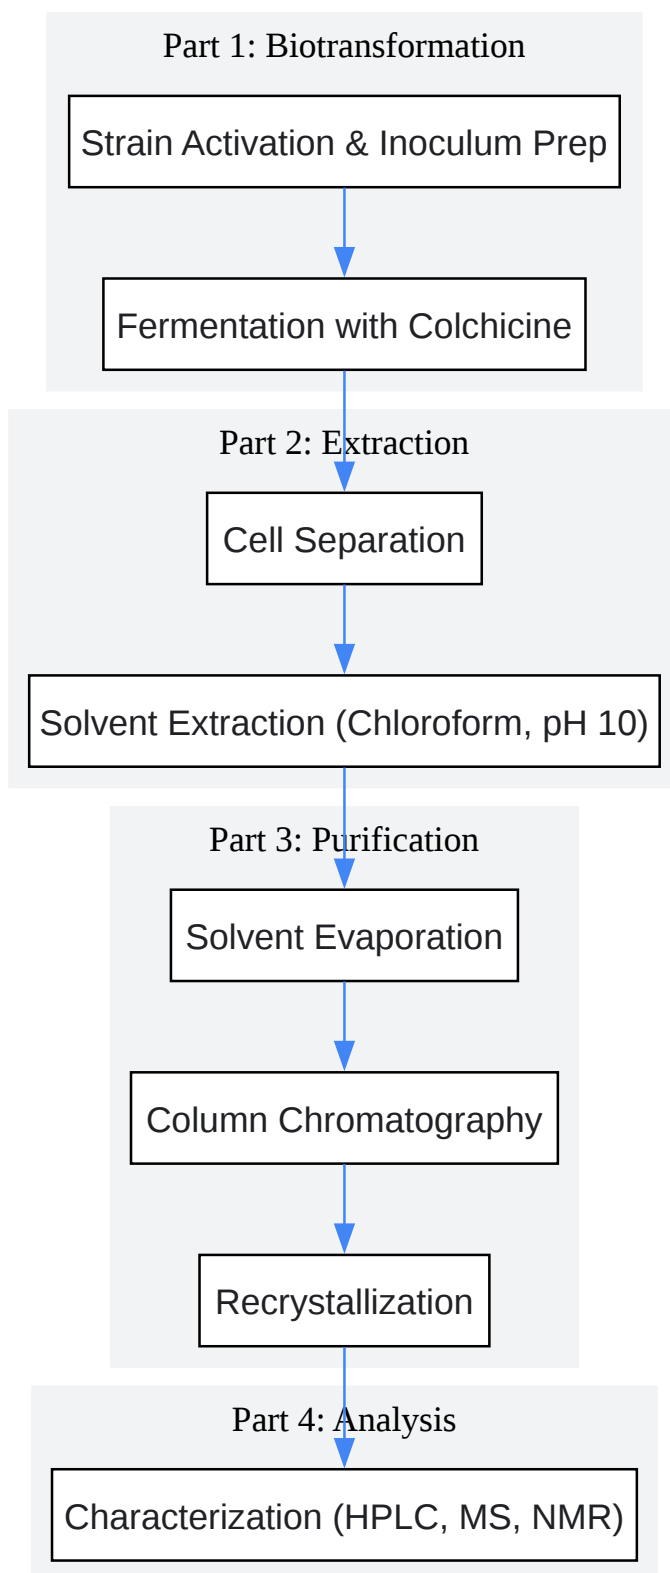 Part 1: Biotransformation
Strain Activation & Inoculum Prep
Fermentation with Colchicine
Part 2: Extraction
Cell Separation
Solvent Extraction (Chloroform, pH 10)
Part 3: Purification
Solvent Evaporation
Column Chromatography
Recrystallization
Part 4: Analysis
Characterization (HPLC, MS, NMR)